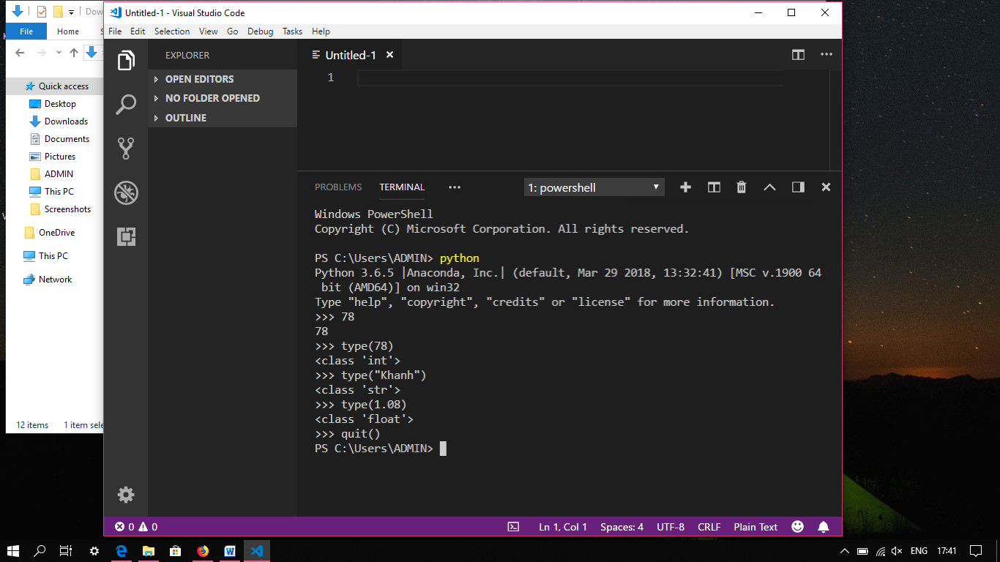 Dow
File
Home
S
Quick access
Desktop
Downloads
Documents
Pictures
ADMIN
This PC
Screenshots
OneDrive
This PC
Network
12 items
1 item sele
Untitled-1 - Visual Studio Code
File Edit Selection View Go Debug Tasks Help
EXPLORER
OPEN EDITORS
NO FOLDER OPENED
OUTLINE
Untitled-1
1
PROBLEMS TERMINAL
1: powershell
Windows PowerShell
Copyright (C) Microsoft Corporation. All rights reserved.
PS C:\Users\ADMIN> python
Python 3.6.5 |Anaconda, Inc.| (default, Mar 29 2018, 13:32:41) [MSC v.1900 64
bit (AMD64)] on win32
Type "help", "copyright", "credits" or "license" for more information.
>>> 78
78
>>> type(78)
<class 'int'>
>>> type("Khanh")
<class 'str'>
>>> type(1.08)
<class 'float'>
>>> quit()
PS C:\Users\ADMIN>
0 0
Ln 1, Col 1 Spaces: 4 UTF-8 CRLF Plain Text
ENG 17:41